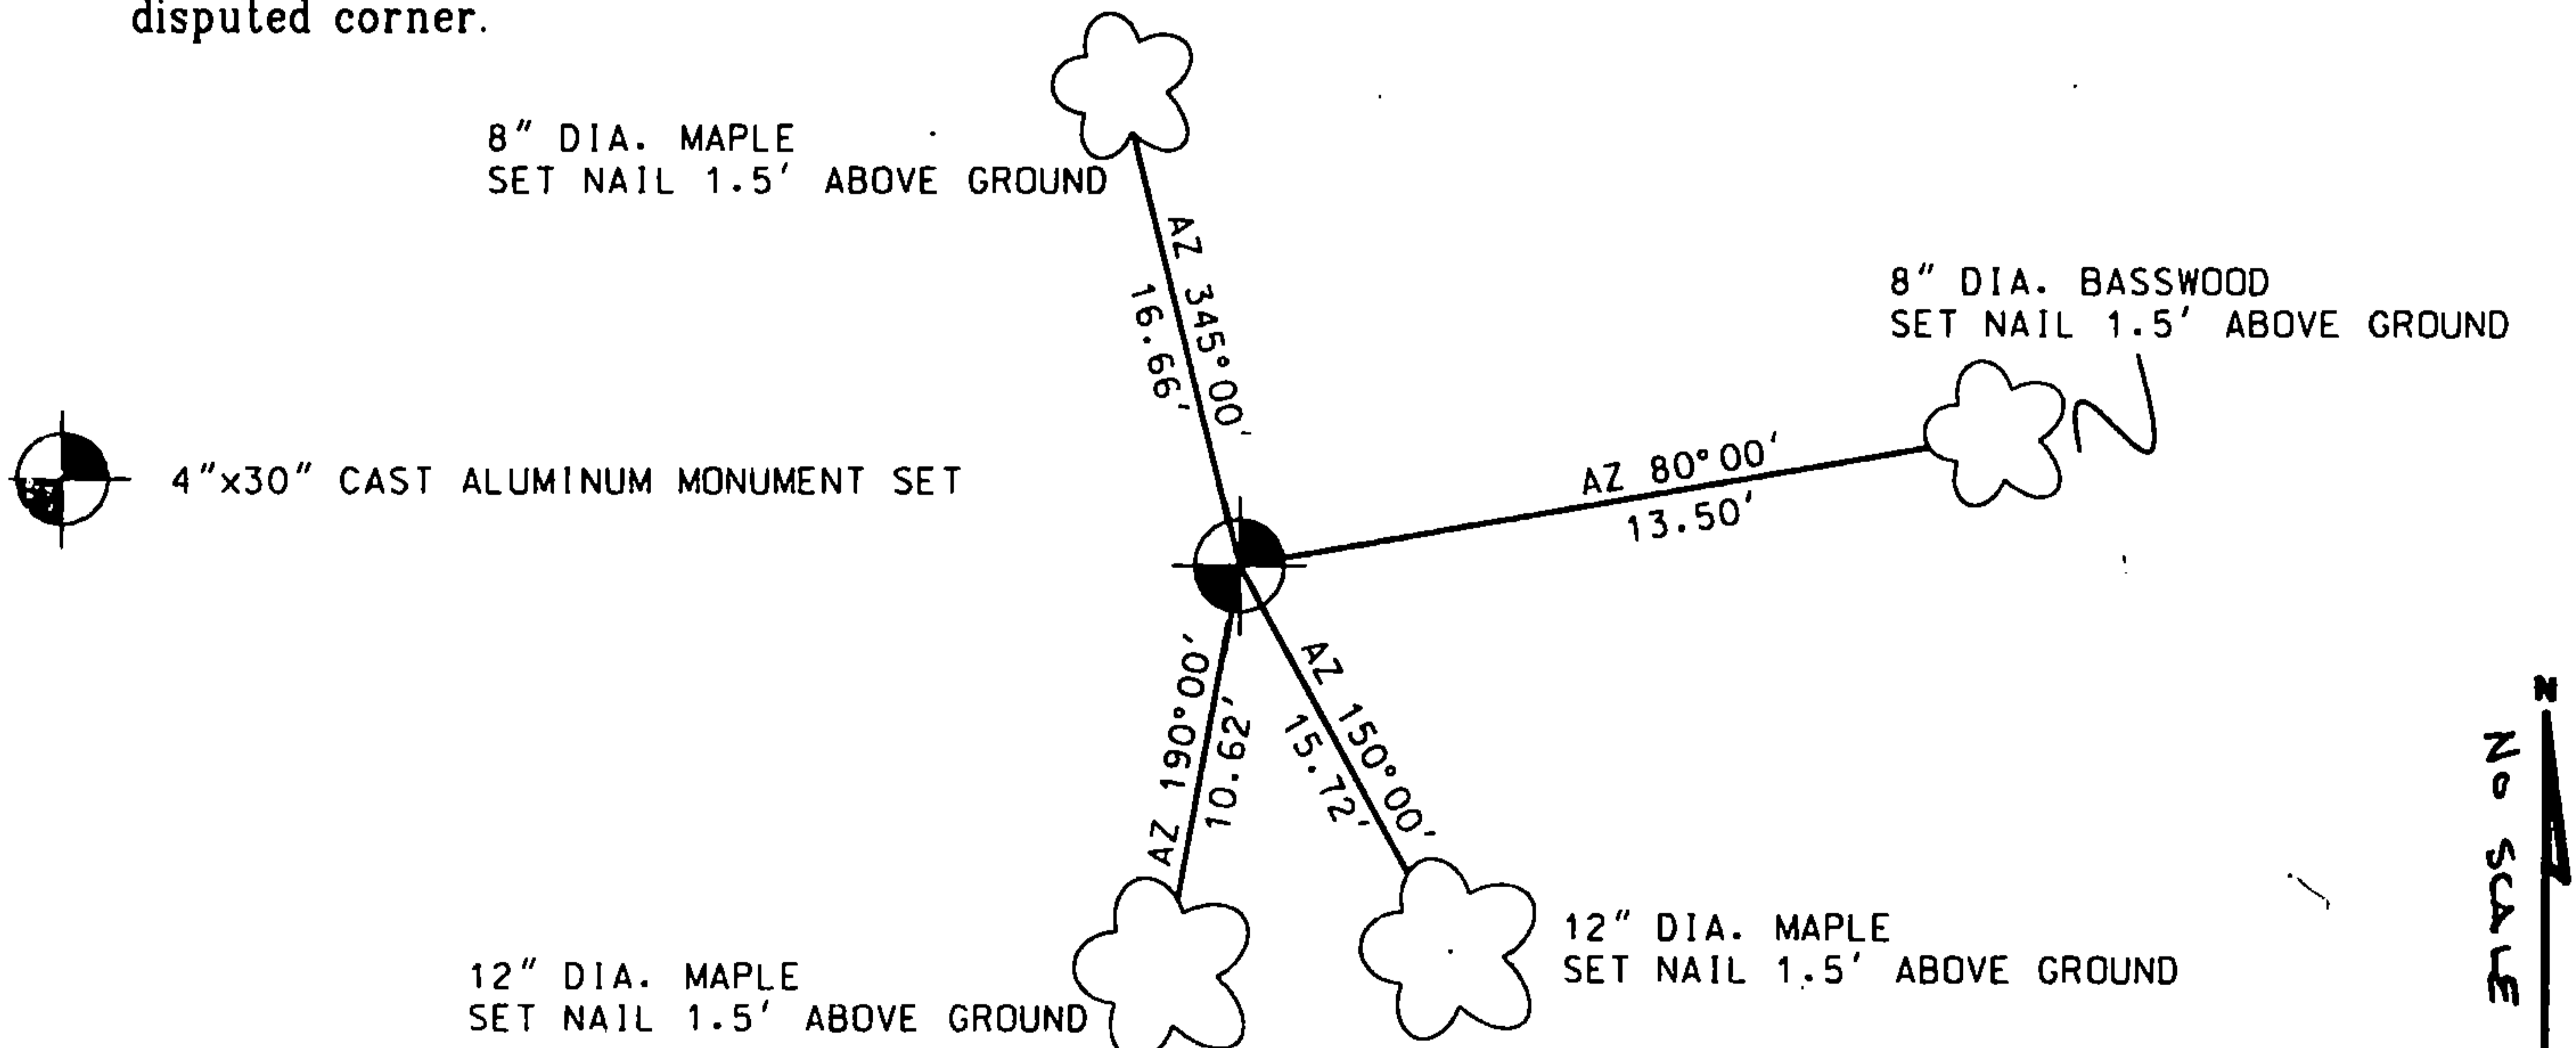 disputed corner.
8" DIA. MAPLE
SET NAIL 1.5' ABOVE GROUND
AZ 345°00'
16.66'
8" DIA. BASSWOOD
SET NAIL 1.5' ABOVE GROUND
4"x30" CAST ALUMINUM MONUMENT SET
AZ 80°00'
13.50'
AZ 190°00'
10.62'
AZ 150°00'
15.72'
N
No SCALE
12" DIA. MAPLE
SET NAIL 1.5' ABOVE GROUND
12" DIA. MAPLE
SET NAIL 1.5' ABOVE GROUND